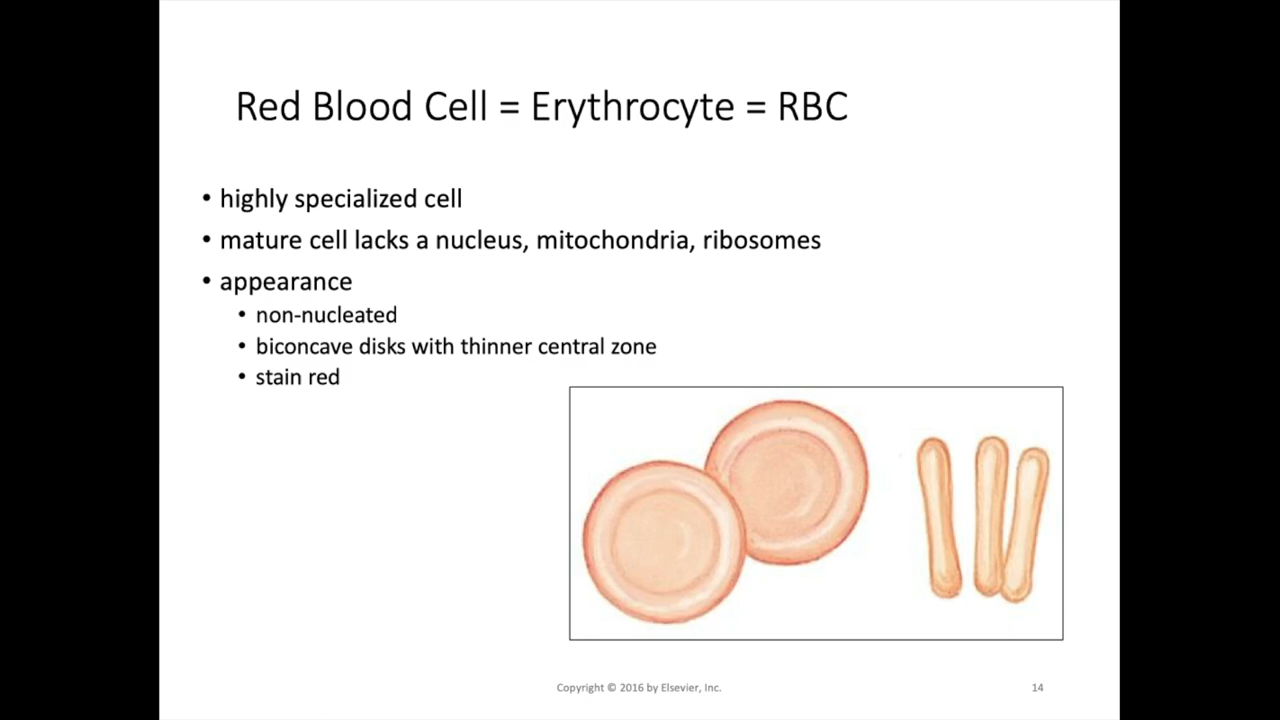 Red Blood Cell = Erythrocyte = RBC
• highly specialized cell
• mature cell lacks a nucleus, mitochondria, ribosomes
• appearance
• non-nucleated
• biconcave disks with thinner central zone
• stain red
Copyright © 2016 by Elsevier, Inc.
14